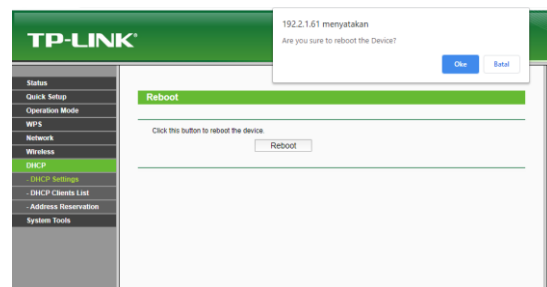 192.2.1.61 menyatakan
Are you sure to reboot the Device?
Oke Batal
TP-LINK®
Status
Quick Setup
Operation Mode
WPS
Network
Wireless
DHCP
- DHCP Settings
- DHCP Clients List
- Address Reservation
System Tools
Reboot
Click this button to reboot the device.
Reboot